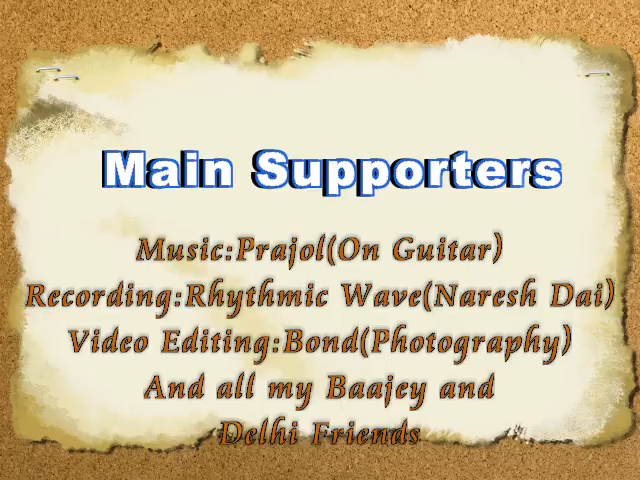 Main Supporters
Music:Prajol(On Guitar)
Recording:Rhythmic Wave(Naresh Dai)
Video Editing:Bond(Photography)
And all my Baajey and
Delhi Friends